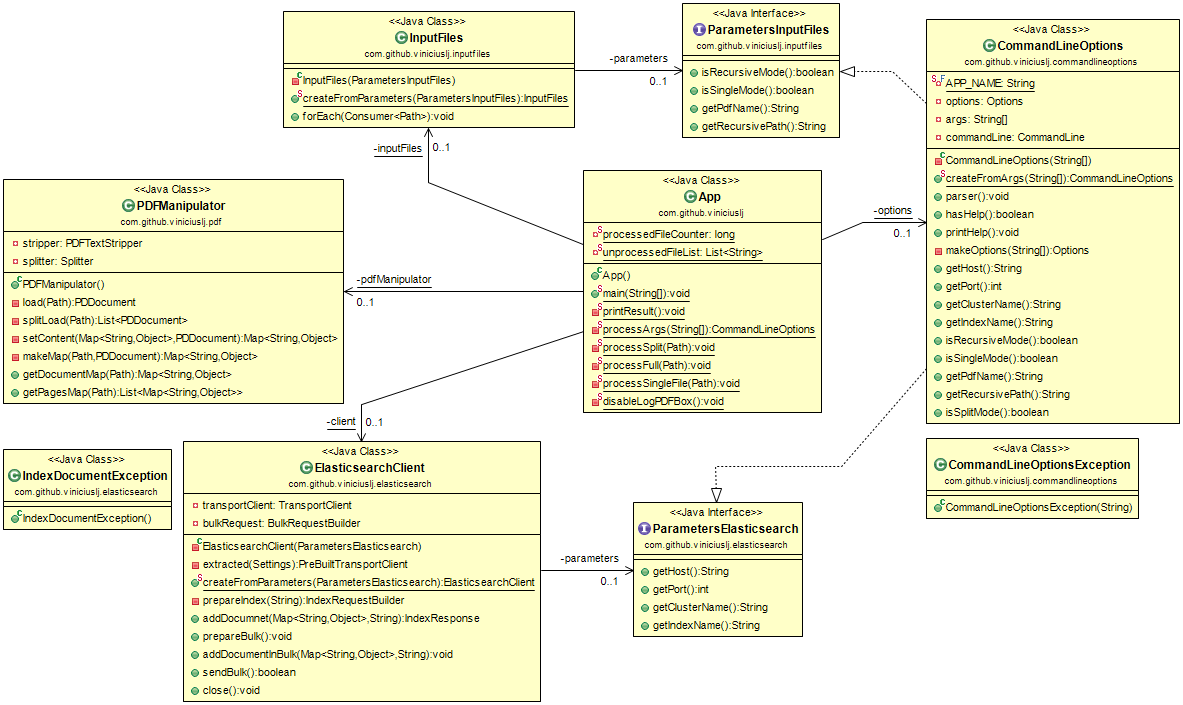 <<Java Class>>
InputFiles
com.github.viniciuslj.inputfiles
InputFiles(ParametersInputFiles)
createFromParameters(ParametersInputFiles):InputFiles
forEach(Consumer<Path>):void
-parameters
0..1
<<Java Interface>>
ParametersInputFiles
com.github.viniciuslj.inputfiles
isRecursiveMode():boolean
isSingleMode():boolean
getPdfName():String
getRecursivePath():String
<<Java Class>>
CommandLineOptions
com.github.viniciuslj.commandlineoptions
APP_NAME: String
options: Options
args: String[]
commandLine: CommandLine
CommandLineOptions(String[])
createFromArgs(String[]):CommandLineOptions
parser():void
hasHelp():boolean
printHelp():void
makeOptions(String[]):Options
getHost():String
getPort():int
getClusterName():String
getIndexName():String
isRecursiveMode():boolean
isSingleMode():boolean
getPdfName():String
getRecursivePath():String
isSplitMode():boolean
-inputFiles
0..1
<<Java Class>>
PDFManipulator
com.github.viniciuslj.pdf
stripper: PDFTextStripper
splitter: Splitter
PDFManipulator()
load(Path):PDDocument
splitLoad(Path):List<PDDocument>
setContent(Map<String,Object>,PDDocument):Map<String,Object>
makeMap(Path,PDDocument):Map<String,Object>
getDocumentMap(Path):Map<String,Object>
getPagesMap(Path):List<Map<String,Object>>
-pdfManipulator
0..1
<<Java Class>>
App
com.github.viniciuslj
processedFileCounter: long
unprocessedFileList: List<String>
App()
main(String[]):void
printResult():void
processArgs(String[]):CommandLineOptions
processSplit(Path):void
processFull(Path):void
processSingleFile(Path):void
disableLogPDFBox():void
-options
0..1
-client
0..1
<<Java Class>>
IndexDocumentException
com.github.viniciuslj.elasticsearch
IndexDocumentException()
<<Java Class>>
ElasticsearchClient
com.github.viniciuslj.elasticsearch
transportClient: TransportClient
bulkRequest: BulkRequestBuilder
ElasticsearchClient(ParametersElasticsearch)
extracted(Settings):PreBuiltTransportClient
createFromParameters(ParametersElasticsearch):ElasticsearchClient
prepareIndex(String):IndexRequestBuilder
addDocumnet(Map<String,Object>,String):IndexResponse
prepareBulk():void
addDocumentInBulk(Map<String,Object>,String):void
sendBulk():boolean
close():void
-parameters
0..1
<<Java Interface>>
ParametersElasticsearch
com.github.viniciuslj.elasticsearch
getHost():String
getPort():int
getClusterName():String
getIndexName():String
<<Java Class>>
CommandLineOptionsException
com.github.viniciuslj.commandlineoptions
CommandLineOptionsException(String)